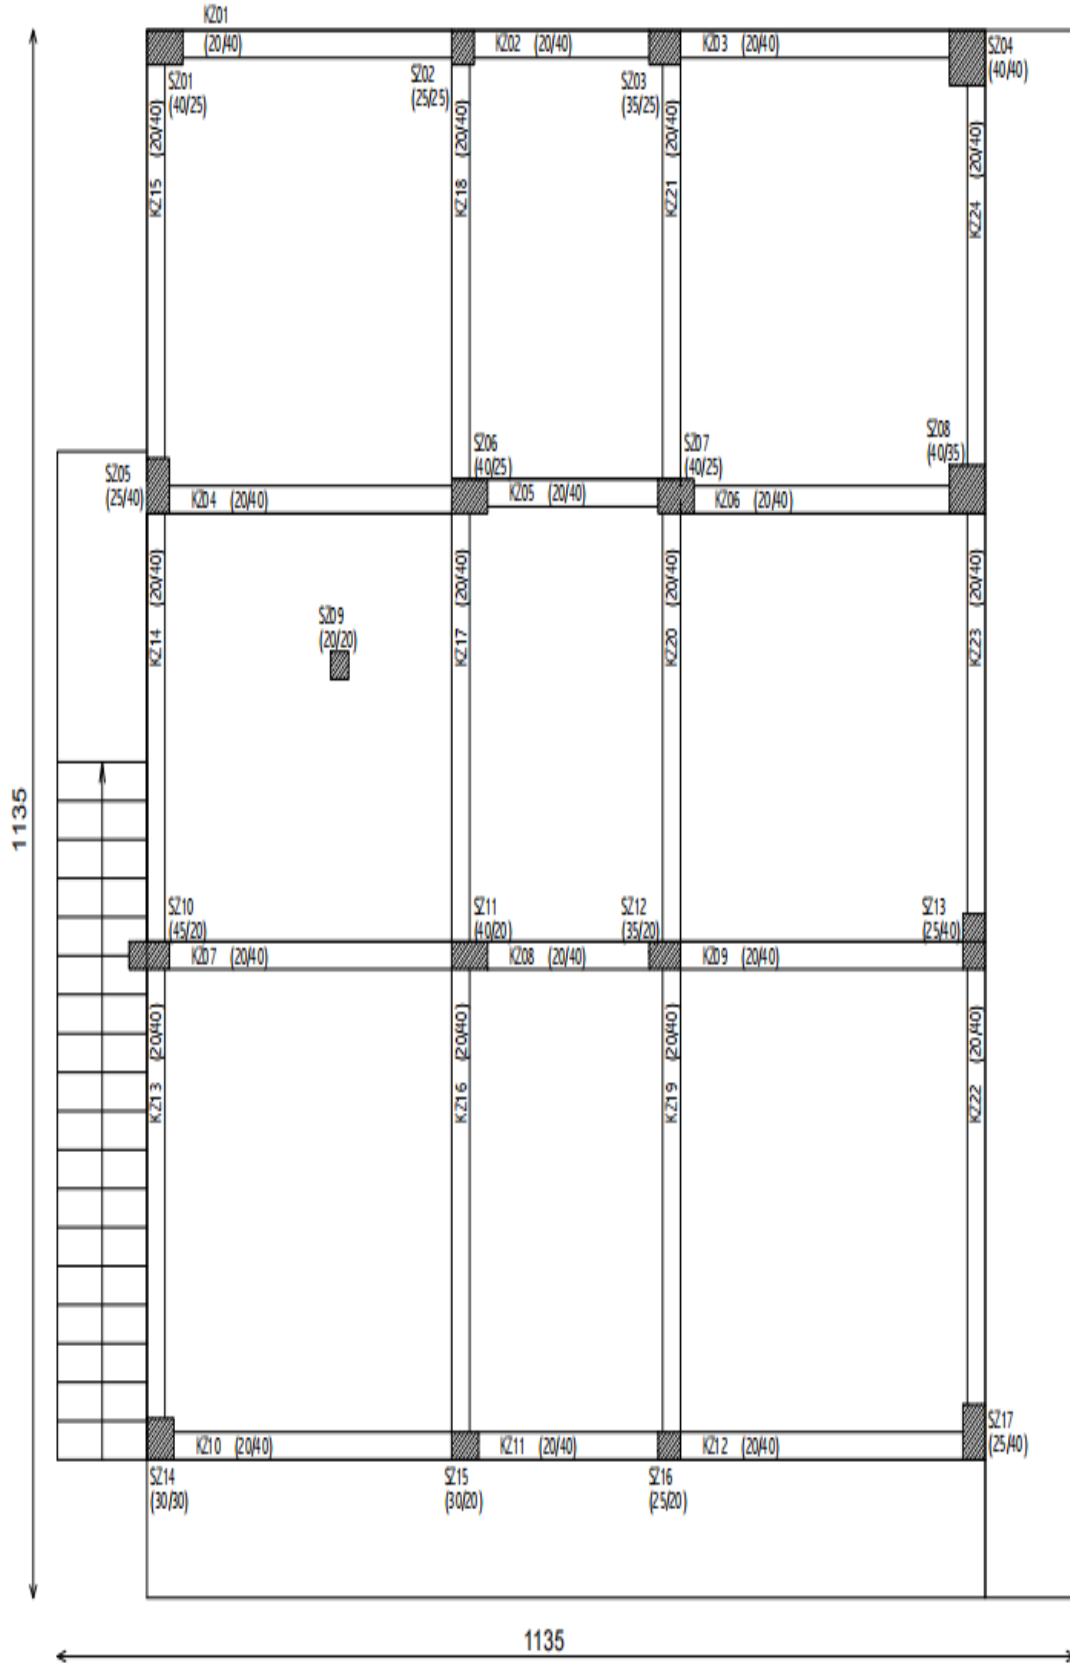 KZ01
(20/40)
KZ02 (20/40)
KZ03 (20/40)
SZ04
(40/40)
SZ01
(40/25)
SZ02
(25/25)
SZ03
(35/25)
KZ15 (20/40)
KZ18 (20/40)
KZ21 (20/40)
KZ24 (20/40)
SZ05
(25/40)
SZ06
(40/25)
SZ07
(40/25)
SZ08
(40/35)
KZ04 (20/40)
KZ05 (20/40)
KZ06 (20/40)
KZ14 (20/40)
KZ17 (20/40)
KZ20 (20/40)
KZ23 (20/40)
SZ09
(20/20)
1135
SZ10
(45/20)
SZ11
(40/20)
SZ12
(35/20)
SZ13
(25/40)
KZ07 (20/40)
KZ08 (20/40)
KZ09 (20/40)
KZ13 (20/40)
KZ16 (20/40)
KZ19 (20/40)
KZ22 (20/40)
KZ10 (20/40)
KZ11 (20/40)
KZ12 (20/40)
SZ17
(25/40)
SZ14
(30/30)
SZ15
(30/20)
SZ16
(25/20)
1135